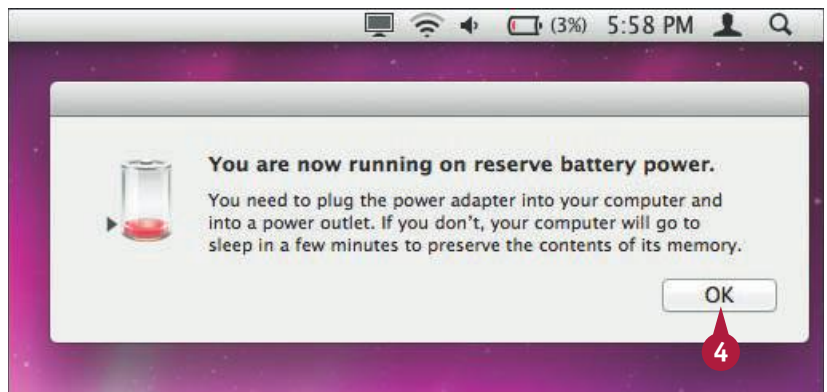 (3%) 5:58 PM
You are now running on reserve battery power.
You need to plug the power adapter into your computer and
into a power outlet. If you don't, your computer will go to
sleep in a few minutes to preserve the contents of its memory.
OK
4